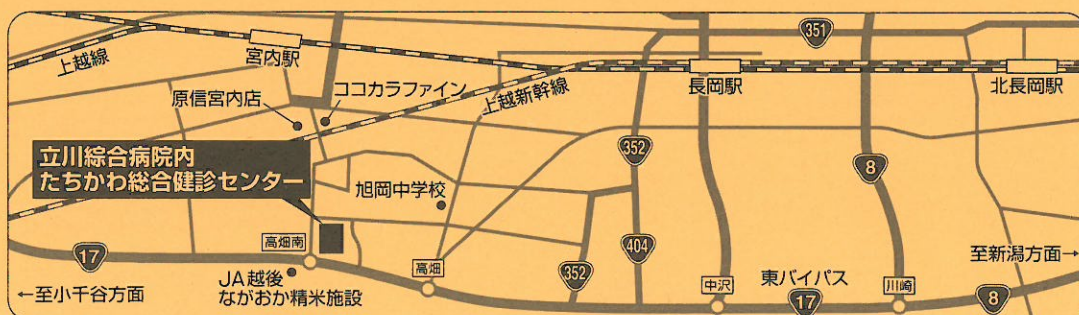 上越線
宮内駅
原信宮内店
ココカラファイン
上越新幹線
351
長岡駅
北長岡駅
立川綜合病院内
たちかわ総合健診センター
旭岡中学校
352
8
17
高畑南
高畑
404
352
至新潟方面→
←至小千谷方面
JA越後
ながおか精米施設
中沢
東バイパス
17
川崎
8